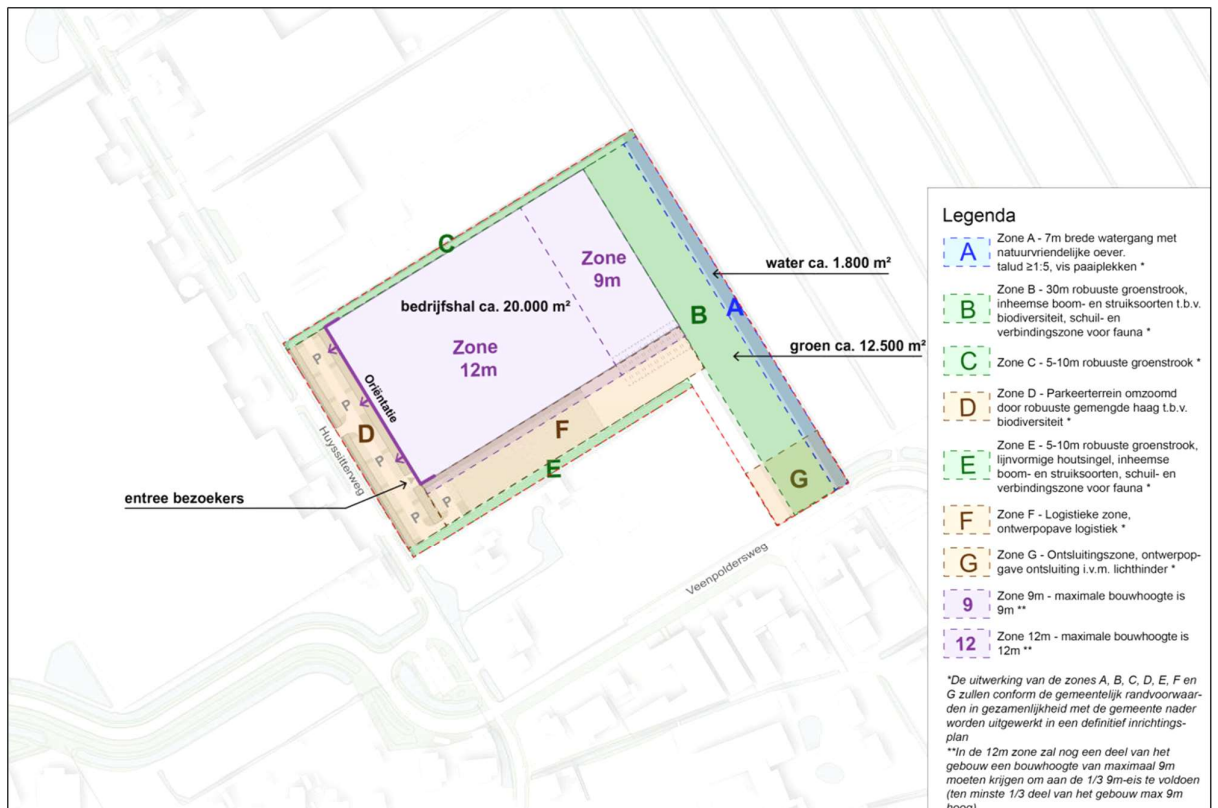 C
Zone
9m
bedrijfshal ca. 20.000 m²
Zone
12m
water ca. 1.800 m²
B
A
groen ca. 12.500 m²
P
P
Oriëntatie
D
P
P
P
F
E
G
Huyssitterweg
entree bezoekers
Veenpoldersweg
Legenda
A
Zone A - 7m brede watergang met
natuurvriendelijke oever.
talud ≥1:5, vis paaiplekken *
B
Zone B - 30m robuuste groenstrook,
inheemse boom- en struiksoorten t.b.v.
biodiversiteit, schuil- en
verbindingszone voor fauna *
C
Zone C - 5-10m robuuste groenstrook *
D
Zone D - Parkeerterrein omzoomd
door robuuste gemengde haag t.b.v.
biodiversiteit *
E
Zone E - 5-10m robuuste groenstrook,
lijnvormige houtsingel, inheemse
boom- en struiksoorten, schuil- en
verbindingszone voor fauna *
F
Zone F - Logistieke zone,
ontwerpopave logistiek *
G
Zone G - Ontsluitingszone, ontwerpop-
gave ontsluiting i.v.m. lichthinder *
9
Zone 9m - maximale bouwhoogte is
9m **
12
Zone 12m - maximale bouwhoogte is
12m **
*De uitwerking van de zones A, B, C, D, E, F en
G zullen conform de gemeentelijk randvoorwaar-
den in gezamenlijkheid met de gemeente nader
worden uitgewerkt in een definitief inrichtings-
plan
**In de 12m zone zal nog een deel van het
gebouw een bouwhoogte van maximaal 9m
moeten krijgen om aan de 1/3 9m-eis te voldoen
(ten minste 1/3 deel van het gebouw max 9m
hoog)